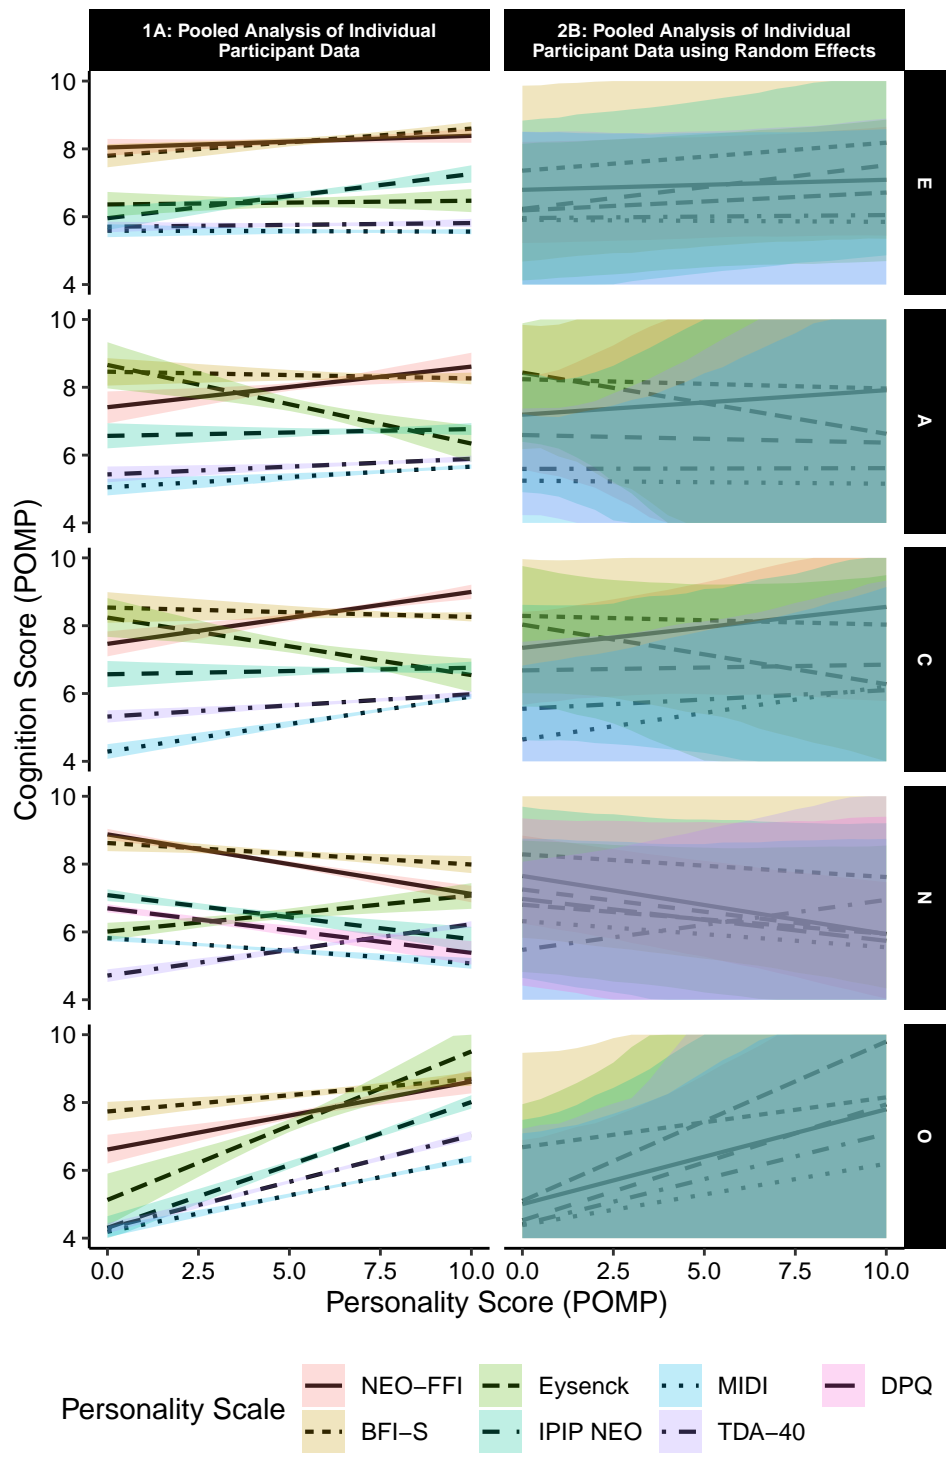 1A: Pooled Analysis of Individual
Participant Data
2B: Pooled Analysis of Individual
Participant Data using Random Effects
10
8
6
4
E
10
8
6
4
A
10
8
6
4
C
10
8
6
4
N
10
8
6
4
O
Cognition Score (POMP)
0.0 2.5 5.0 7.5 10.0 0.0 2.5 5.0 7.5 10.0
Personality Score (POMP)
Personality Scale
NEO−FFI Eysenck MIDI DPQ
BFI−S IPIP NEO TDA−40